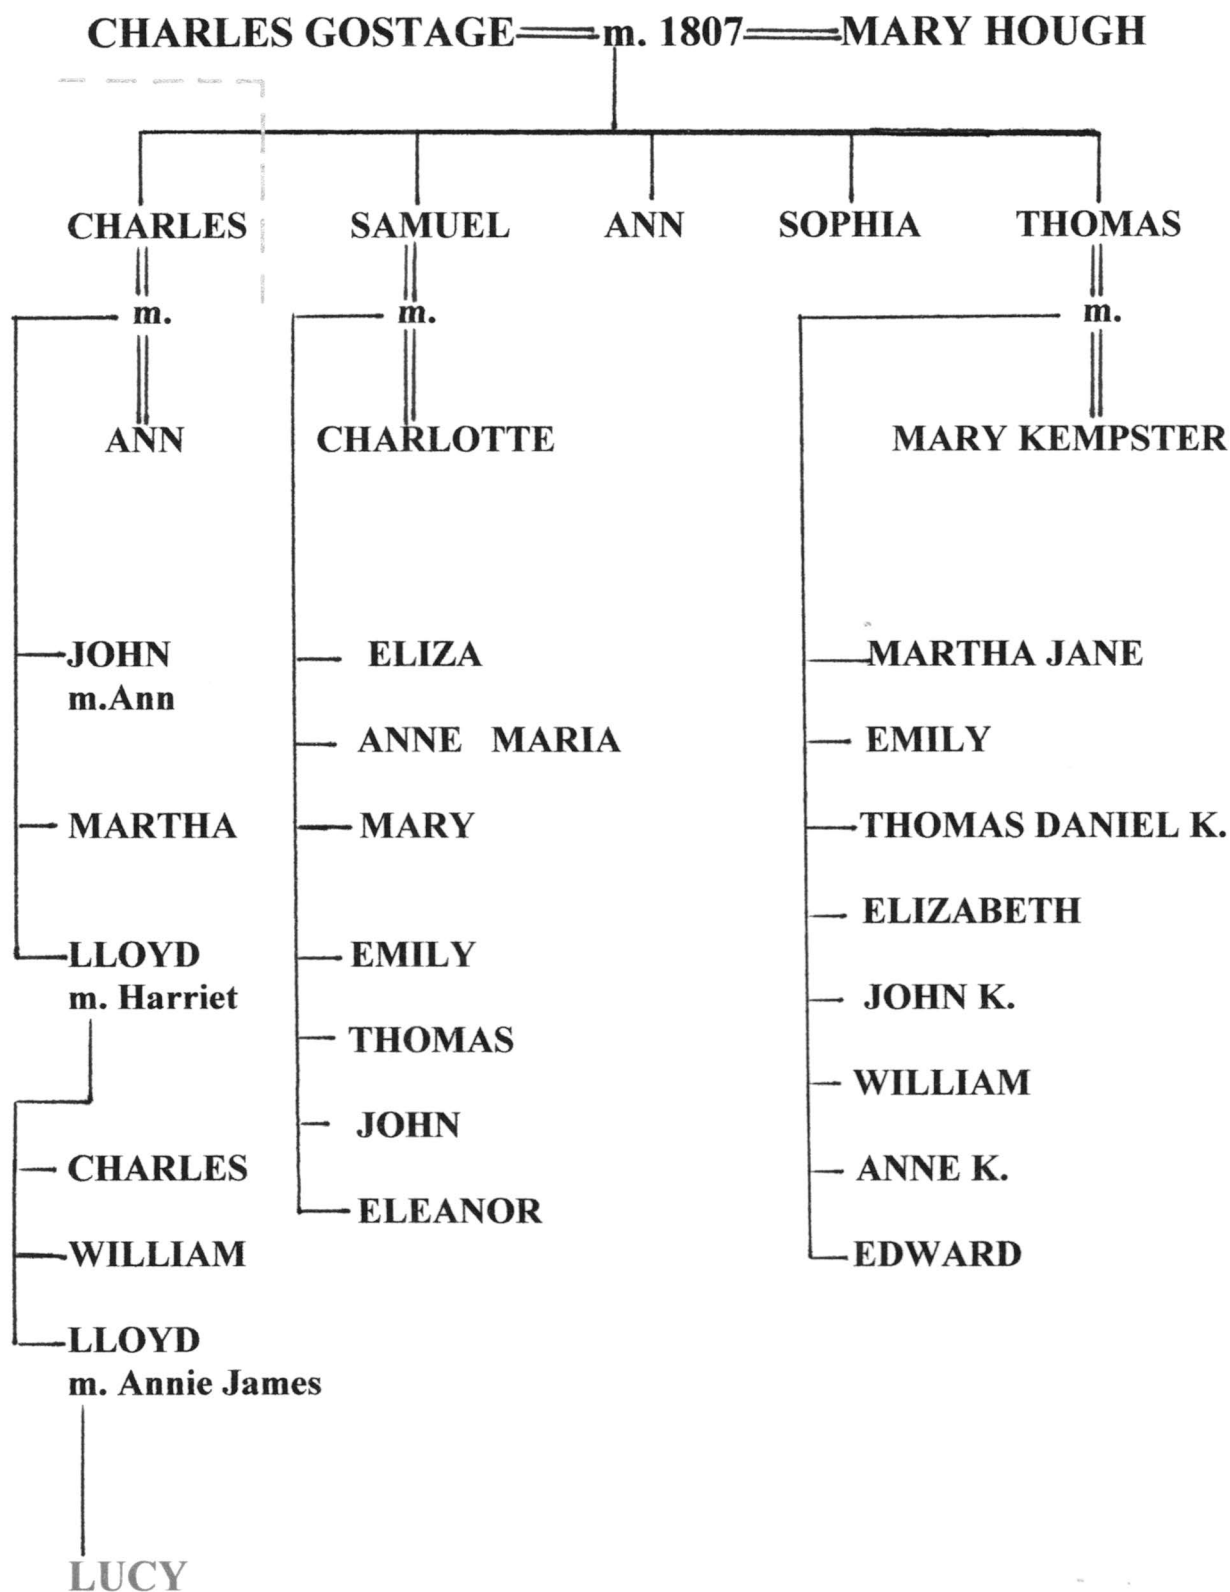 CHARLES GOSTAGE m. 1807 MARY HOUGH
CHARLES SAMUEL ANN SOPHIA THOMAS
m. m. m.
ANN CHARLOTTE MARY KEMPSTER
JOHN
m.Ann
MARTHA
LLOYD
m. Harriet
CHARLES
WILLIAM
LLOYD
m. Annie James
LUCY
ELIZA
ANNE MARIA
MARY
EMILY
THOMAS
JOHN
ELEANOR
MARTHA JANE
EMILY
THOMAS DANIEL K.
ELIZABETH
JOHN K.
WILLIAM
ANNE K.
EDWARD